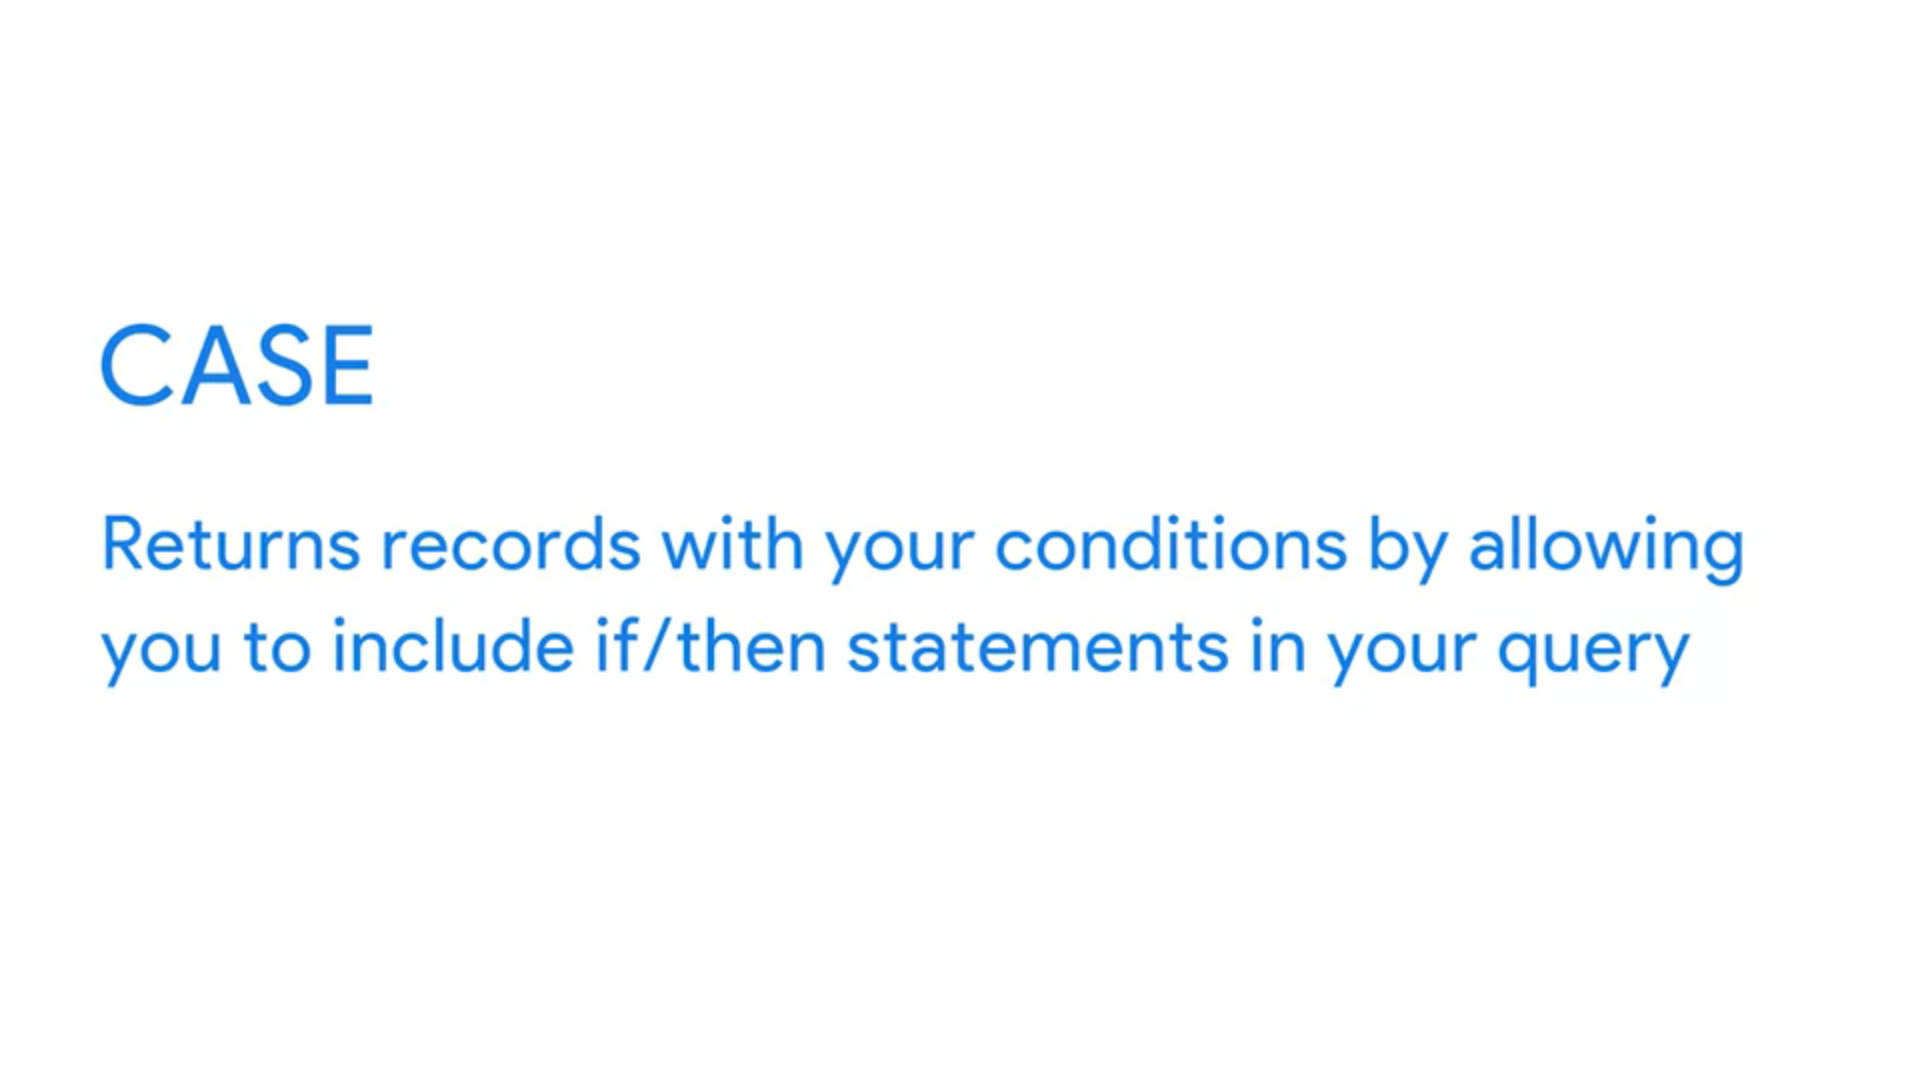 CASE
Returns records with your conditions by allowing
you to include if/then statements in your query